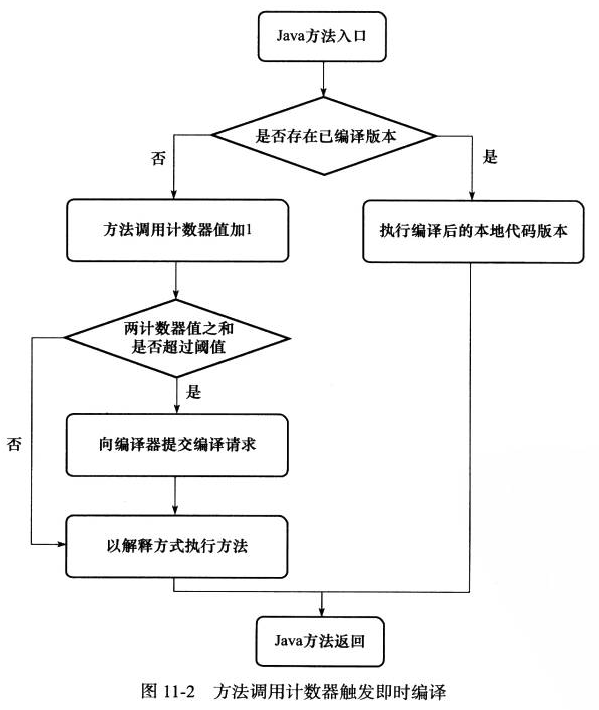 Java方法入口
是否存在已编译版本
否
是
方法调用计数器值加1
执行编译后的本地代码版本
两计数器值之和
是否超过阈值
是
否
向编译器提交编译请求
以解释方式执行方法
Java方法返回
图 11-2 方法调用计数器触发即时编译